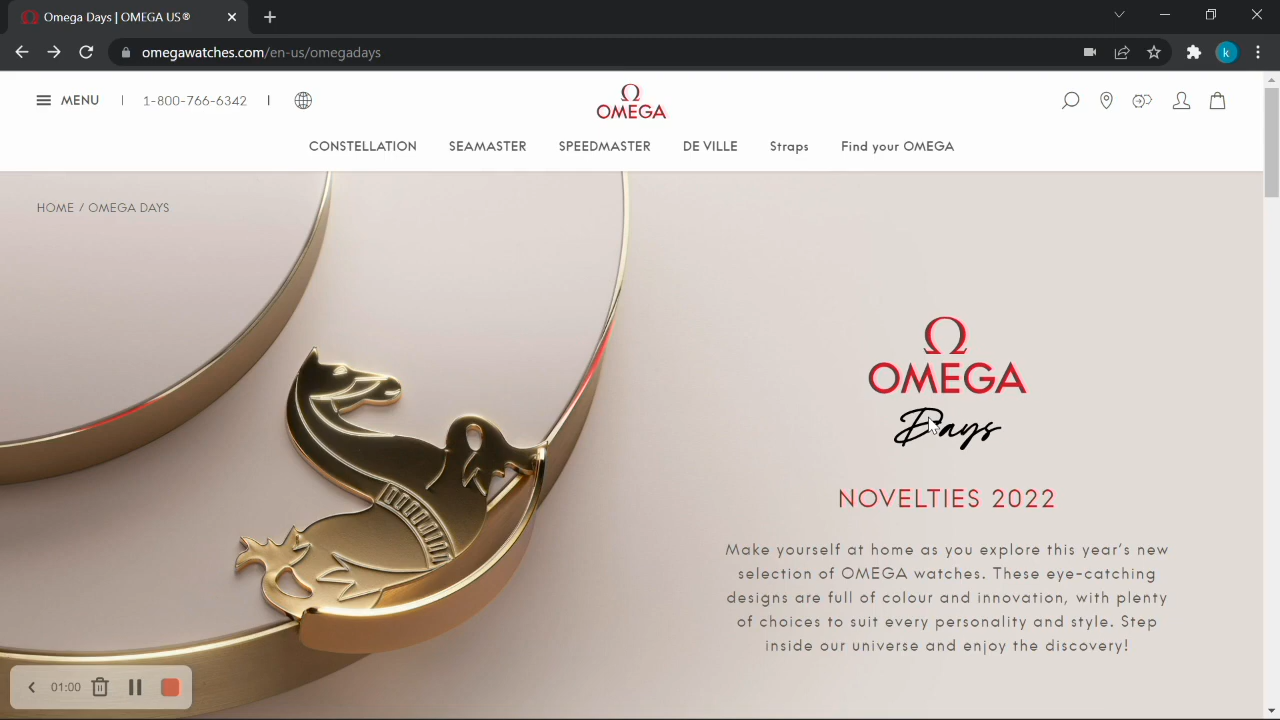 Omega Days | OMEGA US®
omegawatches.com/en-us/omegadays
k
MENU | 1-800-766-6342 |
Ω
OMEGA
CONSTELLATION SEAMASTER SPEEDMASTER DE VILLE Straps Find your OMEGA
HOME / OMEGA DAYS
Ω
OMEGA
Days
NOVELTIES 2022
Make yourself at home as you explore this year's new
selection of OMEGA watches. These eye-catching
designs are full of colour and innovation, with plenty
of choices to suit every personality and style. Step
inside our universe and enjoy the discovery!
01:00